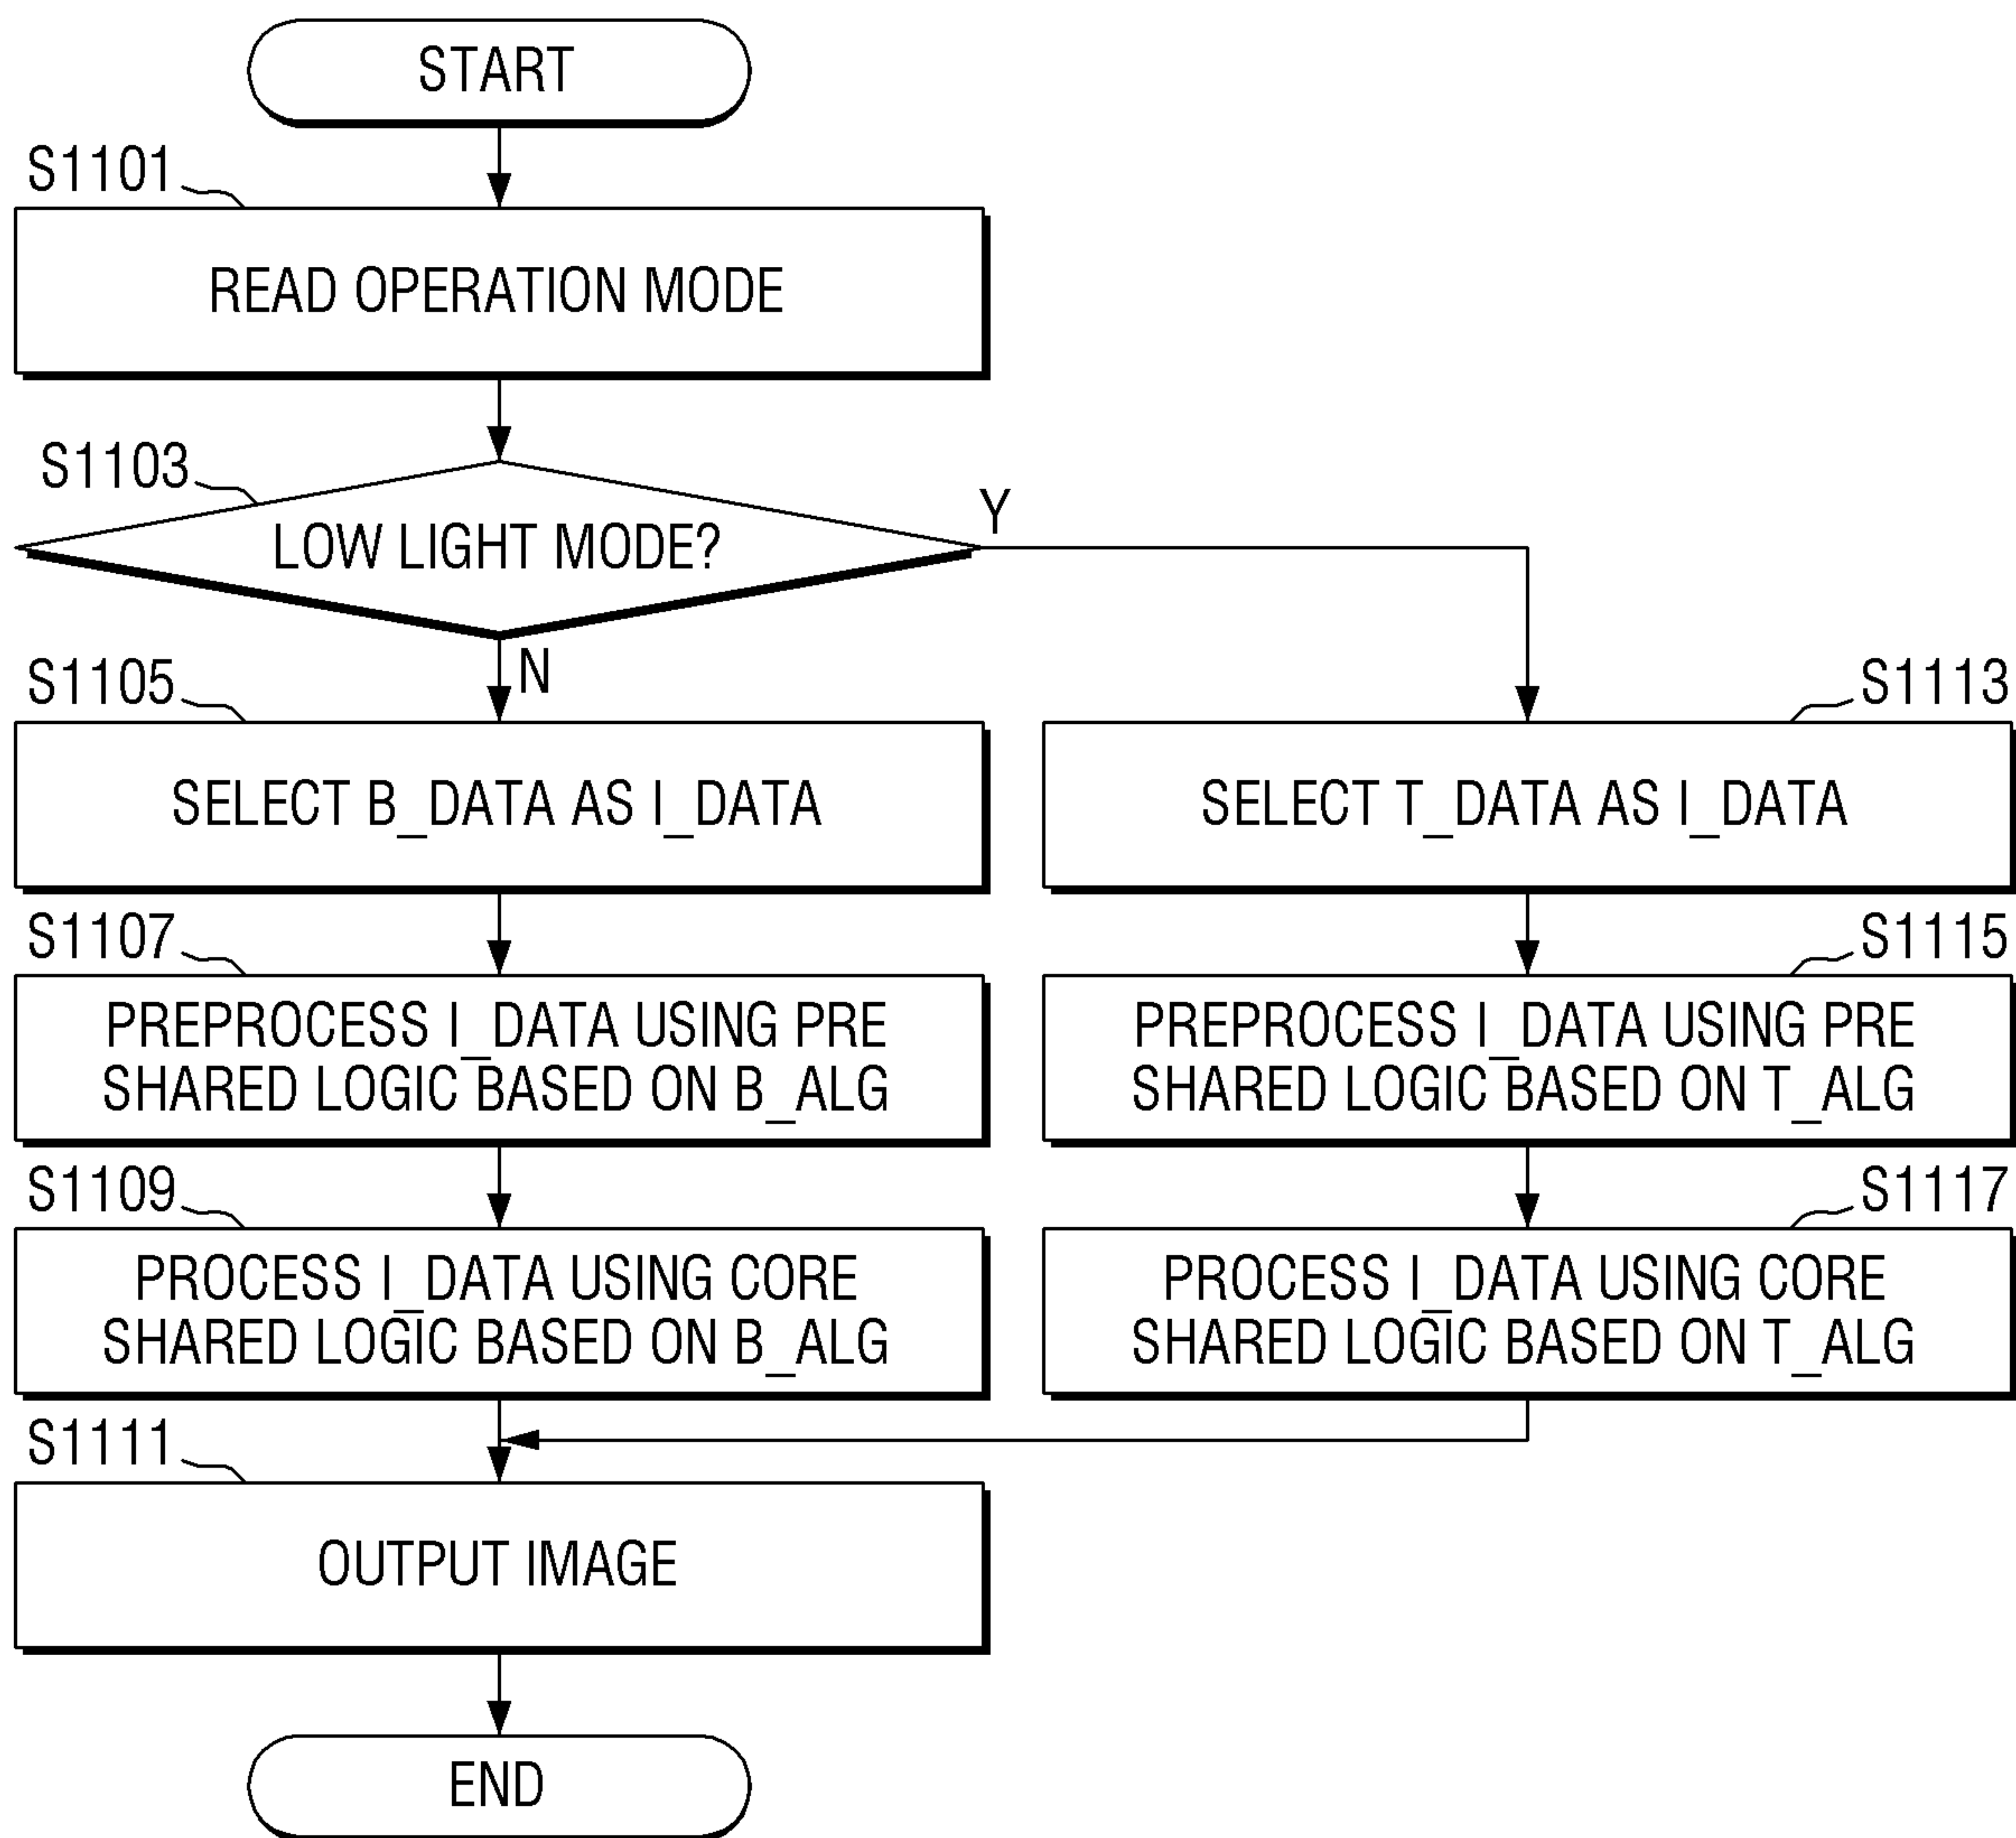 START
S1101
READ OPERATION MODE
S1103
LOW LIGHT MODE?
Y
N
S1105
SELECT B_DATA AS I_DATA
S1113
SELECT T_DATA AS I_DATA
S1107
PREPROCESS I_DATA USING PRE
SHARED LOGIC BASED ON B_ALG
S1115
PREPROCESS I_DATA USING PRE
SHARED LOGIC BASED ON T_ALG
S1109
PROCESS I_DATA USING CORE
SHARED LOGIC BASED ON B_ALG
S1117
PROCESS I_DATA USING CORE
SHARED LOGIC BASED ON T_ALG
S1111
OUTPUT IMAGE
END